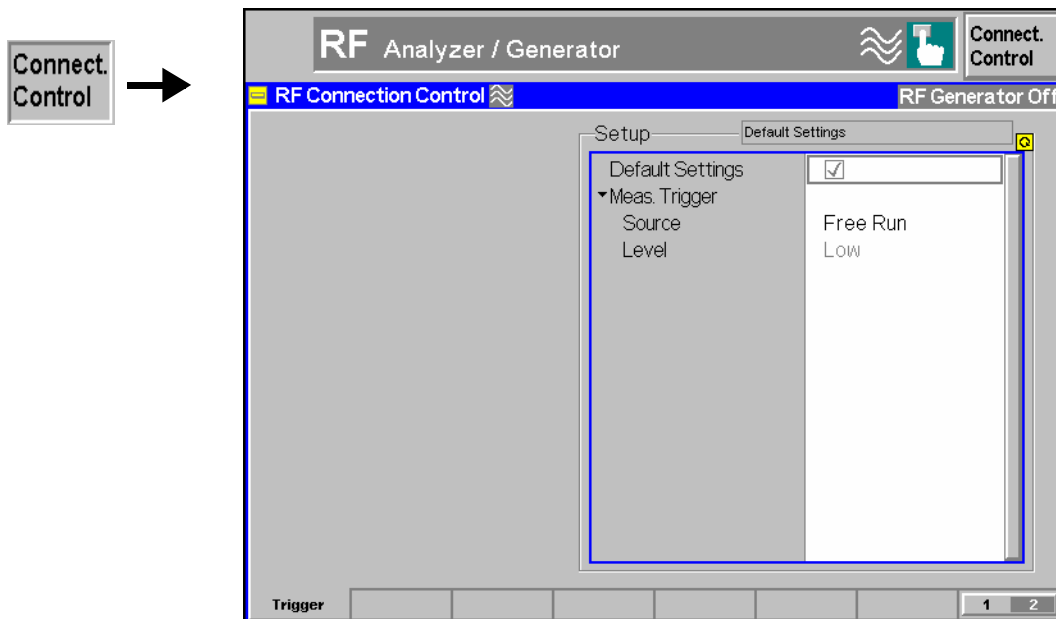 Connect.
Control
RF Analyzer / Generator
Connect.
Control
RF Connection Control
RF Generator Off
Setup
Default Settings
Default Settings
Meas. Trigger
Source
Free Run
Level
Low
Trigger
1 2